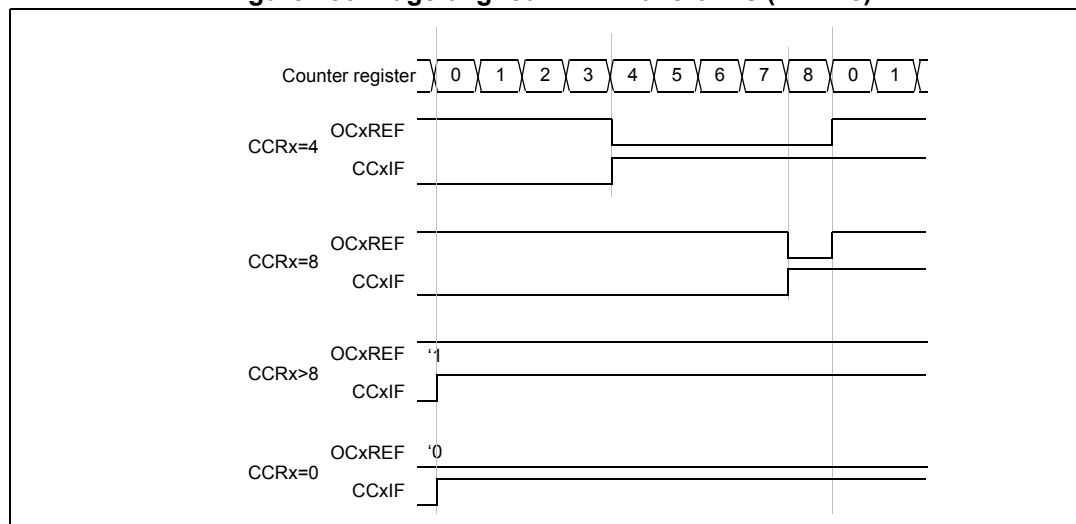 Counter register 0 1 2 3 4 5 6 7 8 0 1
OCxREF
CCRx=4
CCxIF
OCxREF
CCRx=8
CCxIF
OCxREF '1
CCRx>8
CCxIF
OCxREF '0
CCRx=0
CCxIF